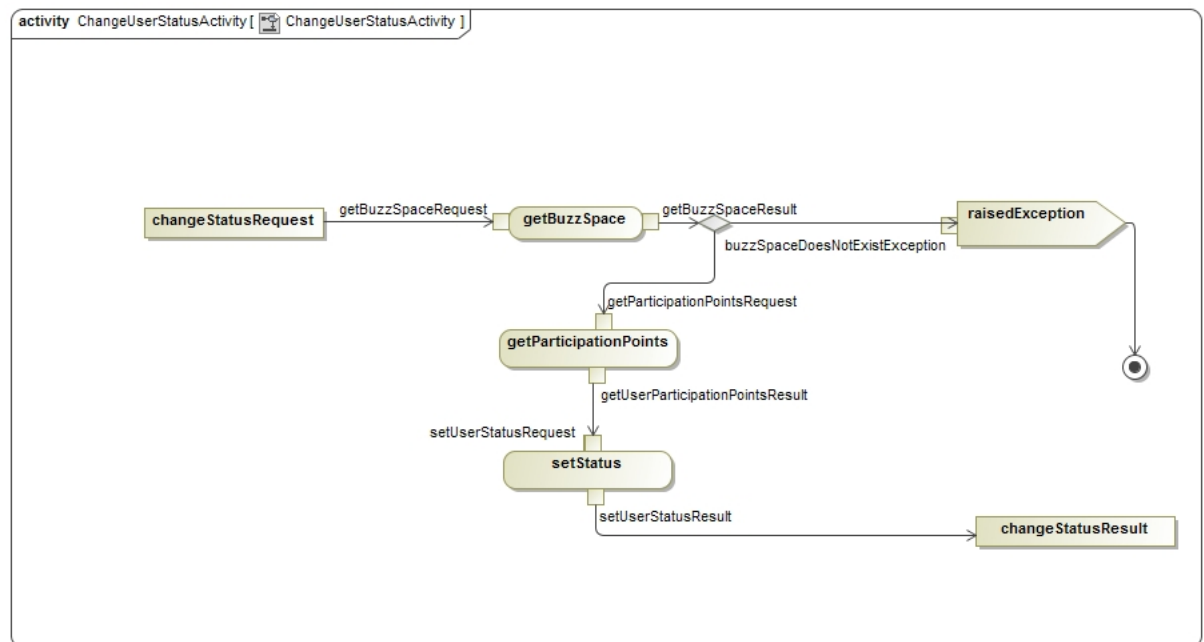 activity ChangeUserStatusActivity [ ChangeUserStatusActivity ]
changeStatusRequest
getBuzzSpaceRequest
getBuzzSpace
getBuzzSpaceResult
raisedException
buzzSpaceDoesNotExistException
getParticipationPointsRequest
getParticipationPoints
getUserParticipationPointsResult
setUserStatusRequest
setStatus
setUserStatusResult
changeStatusResult